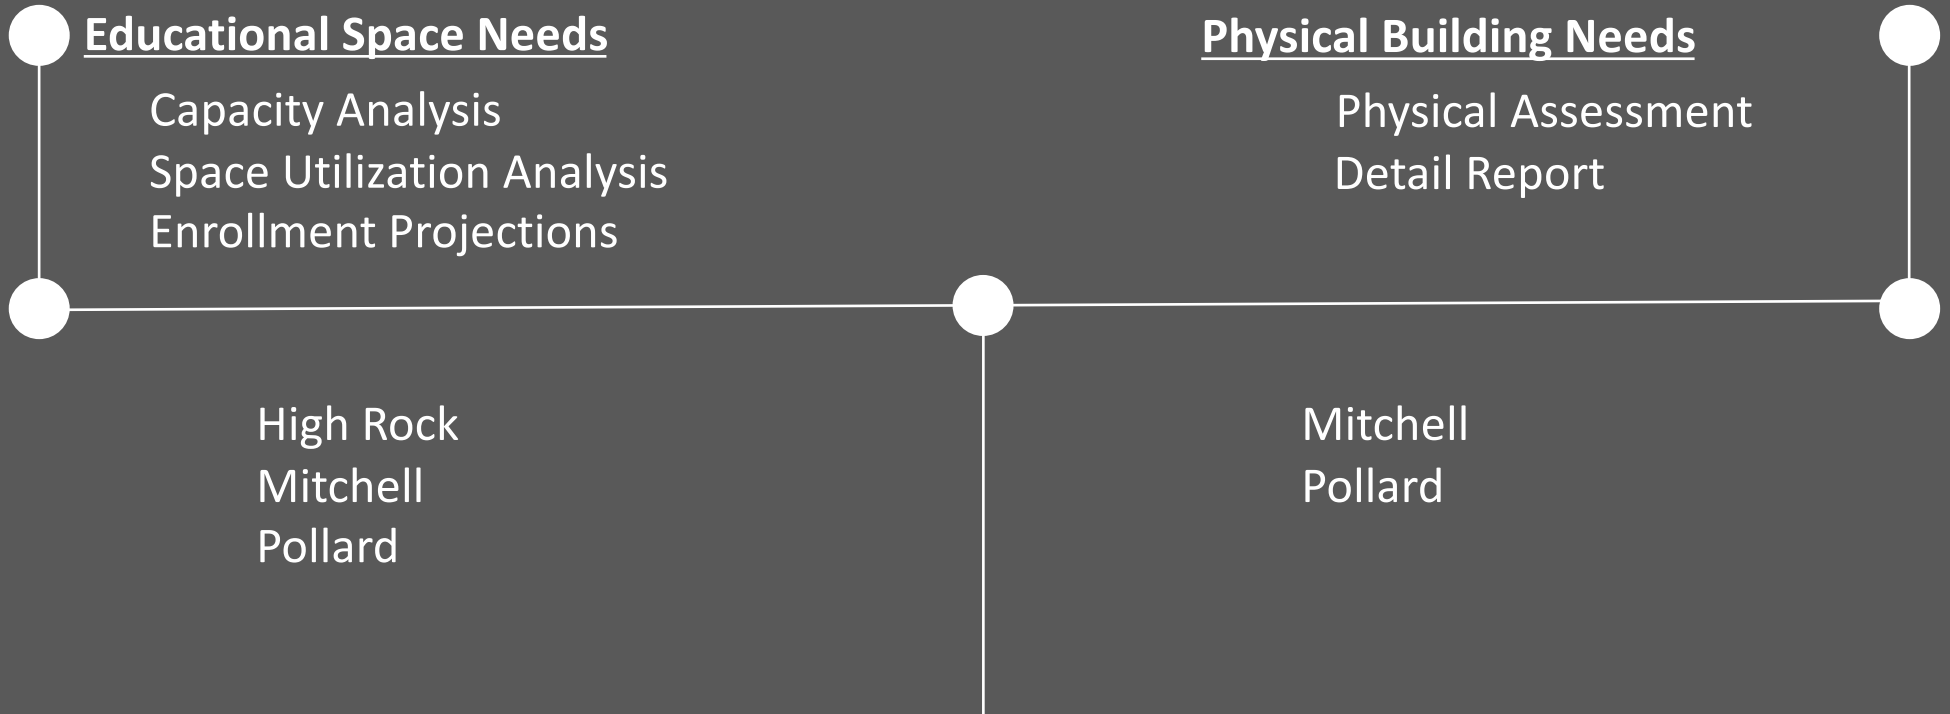 Educational Space Needs
Capacity Analysis
Space Utilization Analysis
Enrollment Projections
Physical Building Needs
Physical Assessment
Detail Report
High Rock
Mitchell
Pollard
Mitchell
Pollard